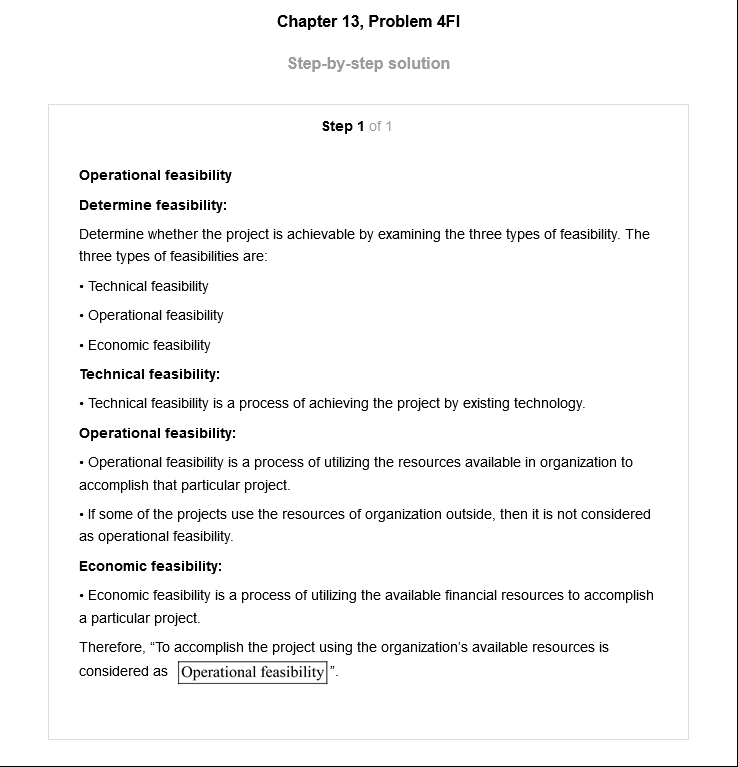 Chapter 13, Problem 4FI
Step-by-step solution
Step 1 of 1
Operational feasibility
Determine feasibility:
Determine whether the project is achievable by examining the three types of feasibility. The
three types of feasibilities are:
• Technical feasibility
• Operational feasibility
• Economic feasibility
Technical feasibility:
• Technical feasibility is a process of achieving the project by existing technology.
Operational feasibility:
• Operational feasibility is a process of utilizing the resources available in organization to
accomplish that particular project.
• If some of the projects use the resources of organization outside, then it is not considered
as operational feasibility.
Economic feasibility:
• Economic feasibility is a process of utilizing the available financial resources to accomplish
a particular project.
Therefore, “To accomplish the project using the organization’s available resources is
considered as Operational feasibility”.